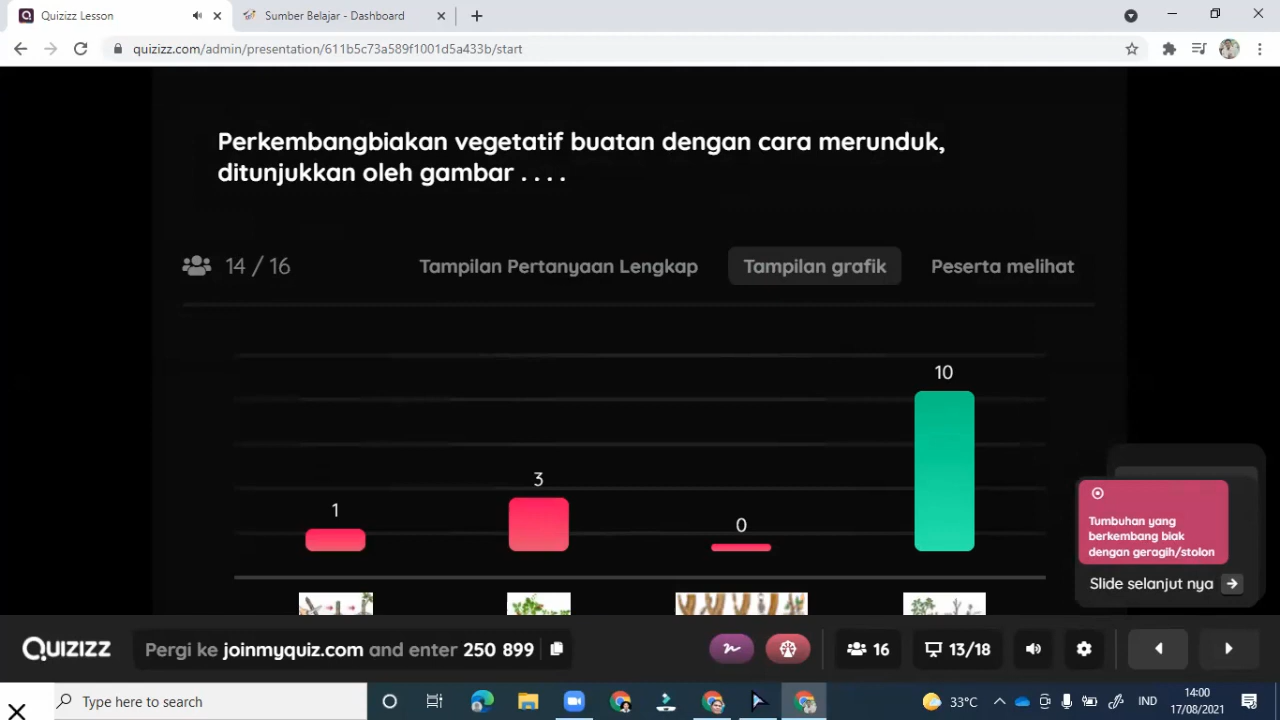 Quizizz Lesson
Sumber Belajar - Dashboard
quizizz.com/admin/presentation/611b5c73a589f1001d5a433b/start
Perkembangbiakan vegetatif buatan dengan cara merunduk,
ditunjukkan oleh gambar . . . .
14 / 16
Tampilan Pertanyaan Lengkap
Tampilan grafik
Peserta melihat
10
3
1
0
Tumbuhan yang
berkembang biak
dengan geragih/stolon
Slide selanjut nya
QUIZIZZ
Pergi ke joinmyquiz.com and enter 250 899
16
13/18
Type here to search
33°C
IND
14:00
17/08/2021